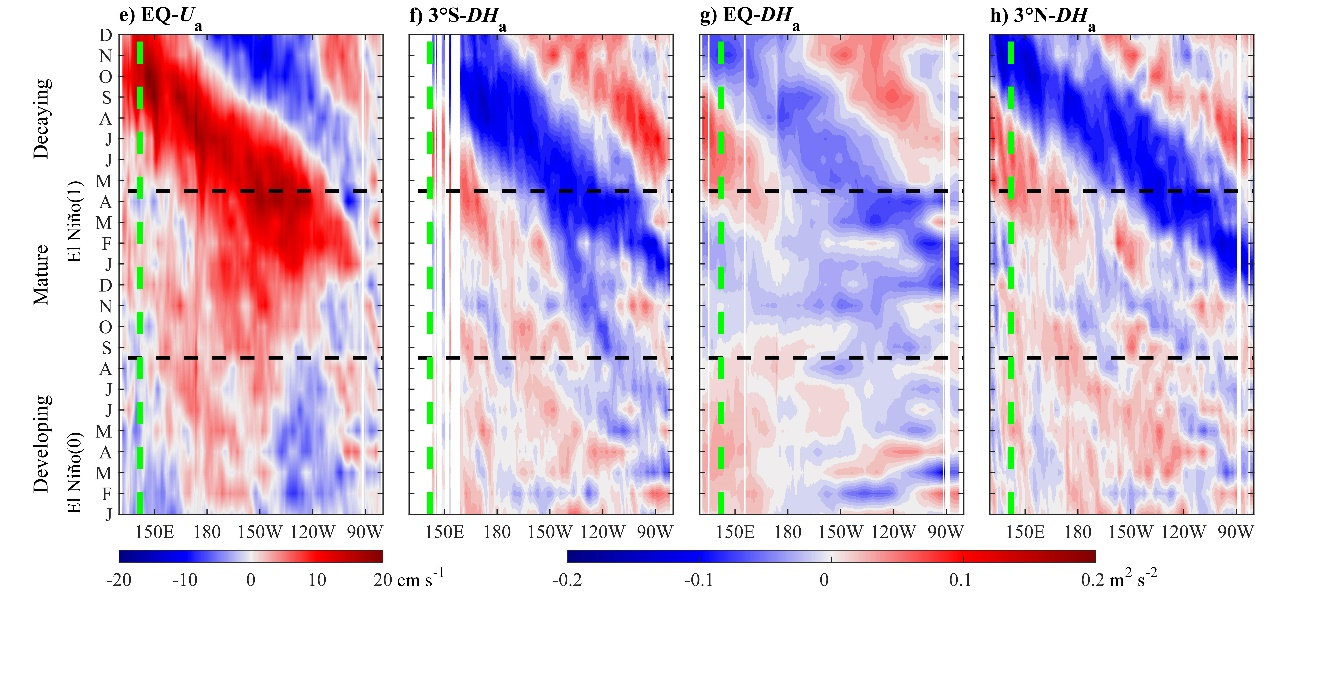 e) EQ-Ua
f) 3°S-DHa
g) EQ-DHa
h) 3°N-DHa
Decaying
Mature
Developing
El Niño(1)
El Niño(0)
D
N
O
S
A
J
J
M
A
M
F
J
D
N
O
S
A
J
J
M
A
M
F
J
150E 180 150W 120W 90W
150E 180 150W 120W 90W
150E 180 150W 120W 90W
150E 180 150W 120W 90W
-20 -10 0 10 20 cm s-1
-0.2 -0.1 0 0.1 0.2 m2 s-2